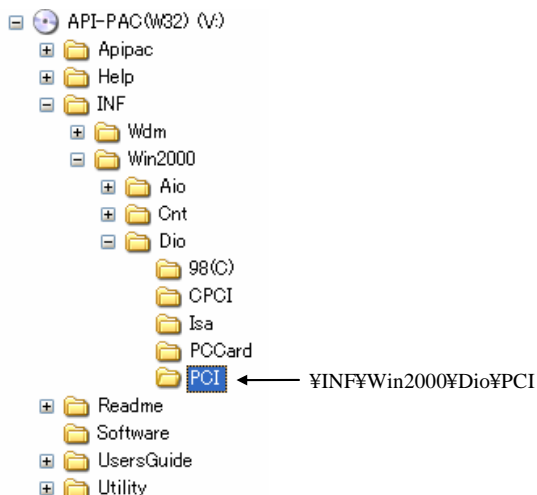 API-PAC(W32) (V:)
Apipac
Help
INF
Wdm
Win2000
Aio
Cnt
Dio
98(C)
CPCI
Isa
PCCard
PCI ¥INF¥Win2000¥Dio¥PCI
Readme
Software
UsersGuide
Utility